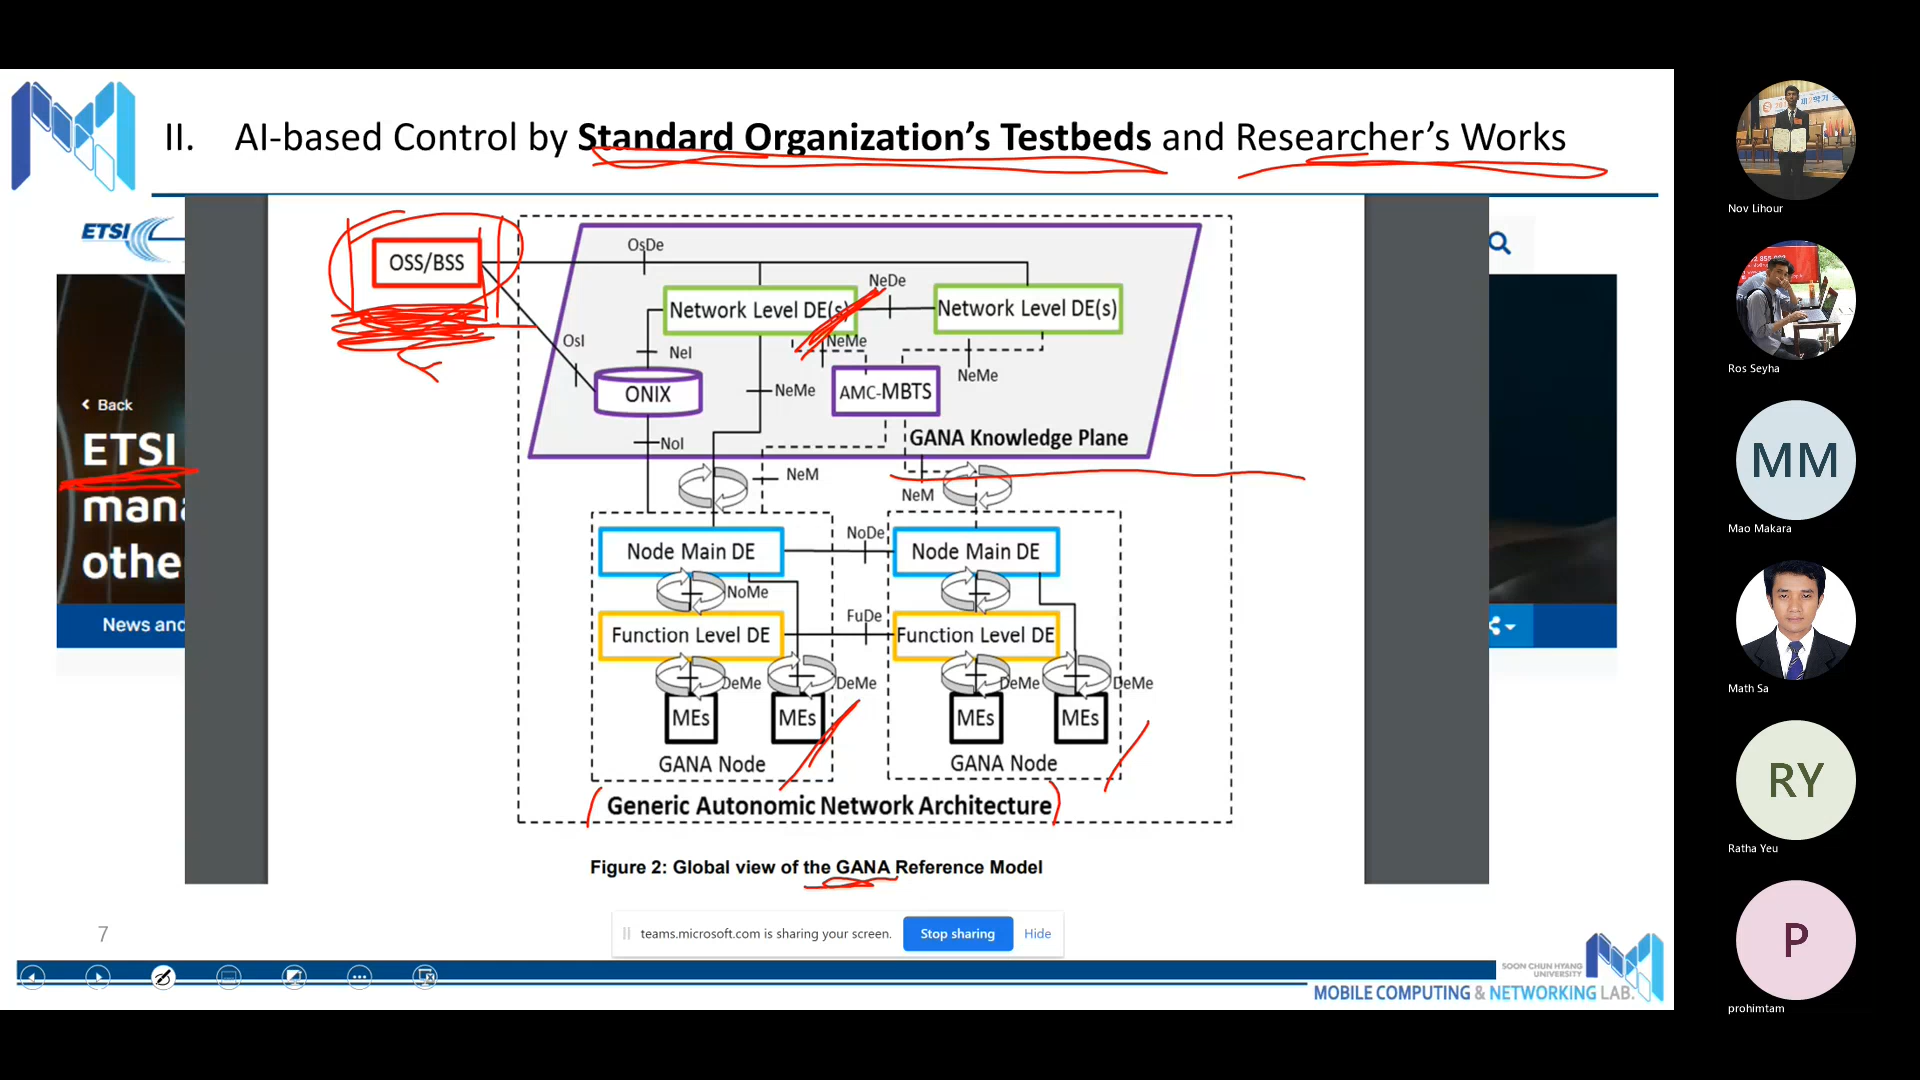 II. AI-based Control by Standard Organization's Testbeds and Researcher's Works
ETSI
OSS/BSS
OsDe
NeDe
Network Level DE(s)
Network Level DE(s)
OsI
NeI
NeMe
NeMe
NeMe
ONIX
AMC-MBTS
NoI
GANA Knowledge Plane
NeM
NeM
< Back
ETSI
mana
othe
News and
Node Main DE
NoDe
Node Main DE
NoMe
Function Level DE
FuDe
Function Level DE
DeMe
DeMe
DeMe
DeMe
MEs
MEs
MEs
MEs
GANA Node
GANA Node
Generic Autonomic Network Architecture
Figure 2: Global view of the GANA Reference Model
teams.microsoft.com is sharing your screen.
Stop sharing
Hide
7
SOON CHUN HYANG
UNIVERSITY
MOBILE COMPUTING & NETWORKING LAB.
Nov Lihour
Ros Seyha
MM
Mao Makara
Math Sa
RY
Ratha Yeu
P
prohimtam